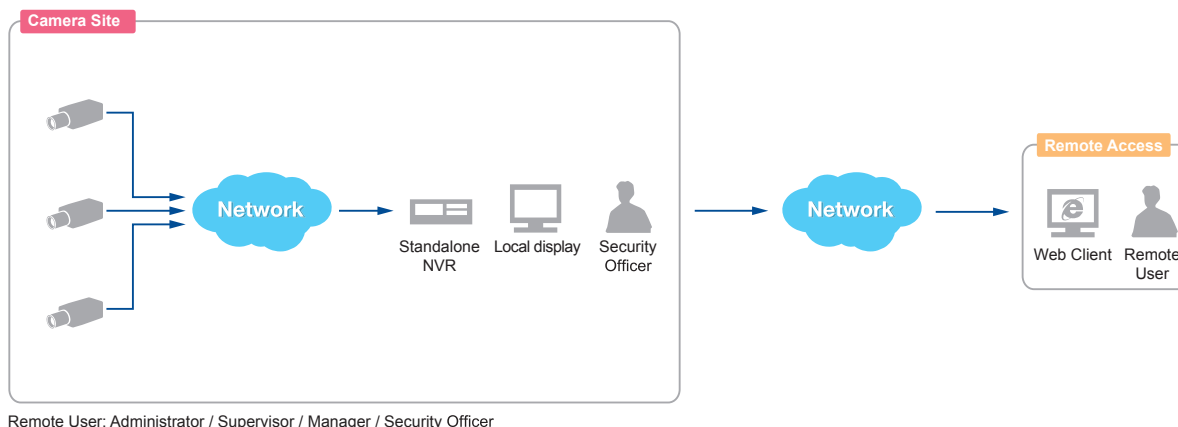 Camera Site
Network
Standalone
NVR
Local display
Security
Officer
Network
Remote Access
Web Client
Remote
User
Remote User: Administrator / Supervisor / Manager / Security Officer